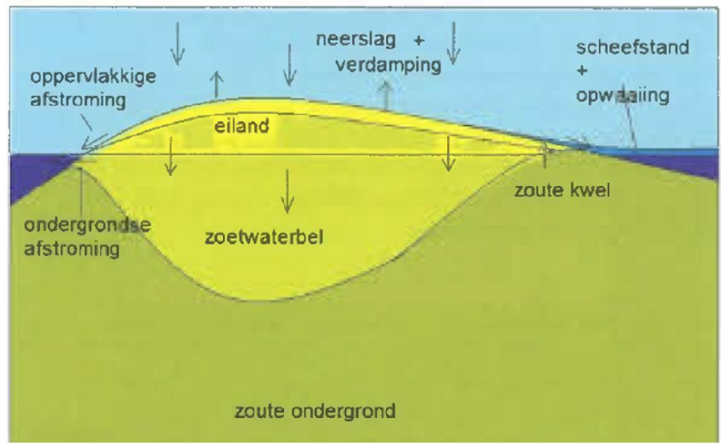 neerslag +
verdamping
scheefstand
+
opwaaiing
oppervlakkige
afstroming
eiland
zoute kwel
ondergrondse
afstroming
zoetwaterbel
zoute ondergrond